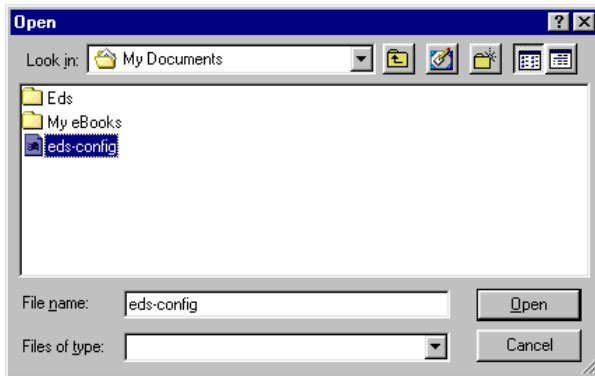 Open
Look in: My Documents
Eds
My eBooks
eds-config
File name: eds-config Open
Files of type: Cancel